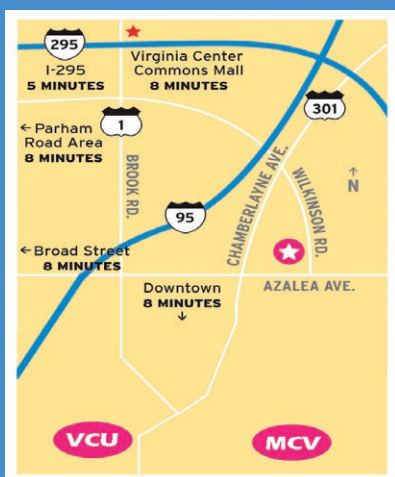 295
I-295
5 MINUTES
Virginia Center
Commons Mall
8 MINUTES
301
1
←Parham
Road Area
8 MINUTES
BROOK RD.
CHAMBERLAYNE AVE.
WILKINSON RD.
↑
N
95
←Broad Street
8 MINUTES
Downtown
8 MINUTES
↓
AZALEA AVE.
VCU
MCV